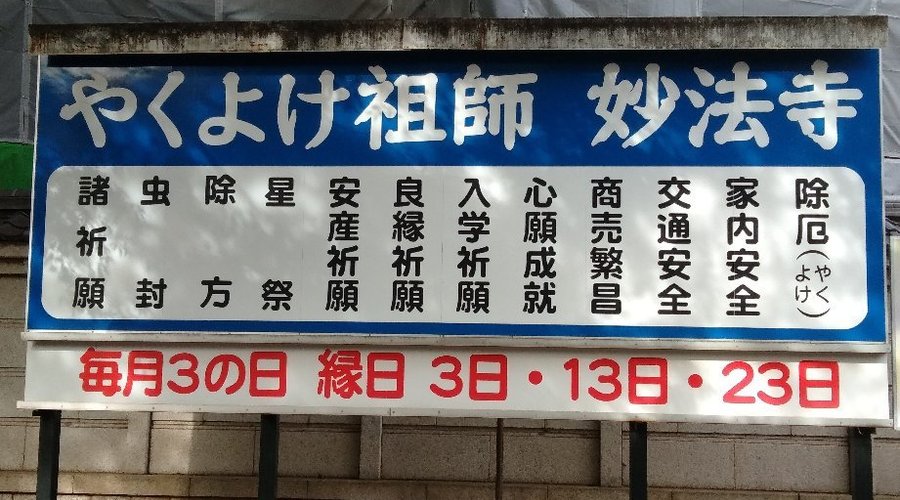 やくよけ祖師 妙法寺
除厄(やくよけ)
家内安全
交通安全
商売繁昌
心願成就
入学祈願
良縁祈願
安産祈願
星祭
除方
虫封
諸祈願
毎月3の日 縁日 3日・13日・23日